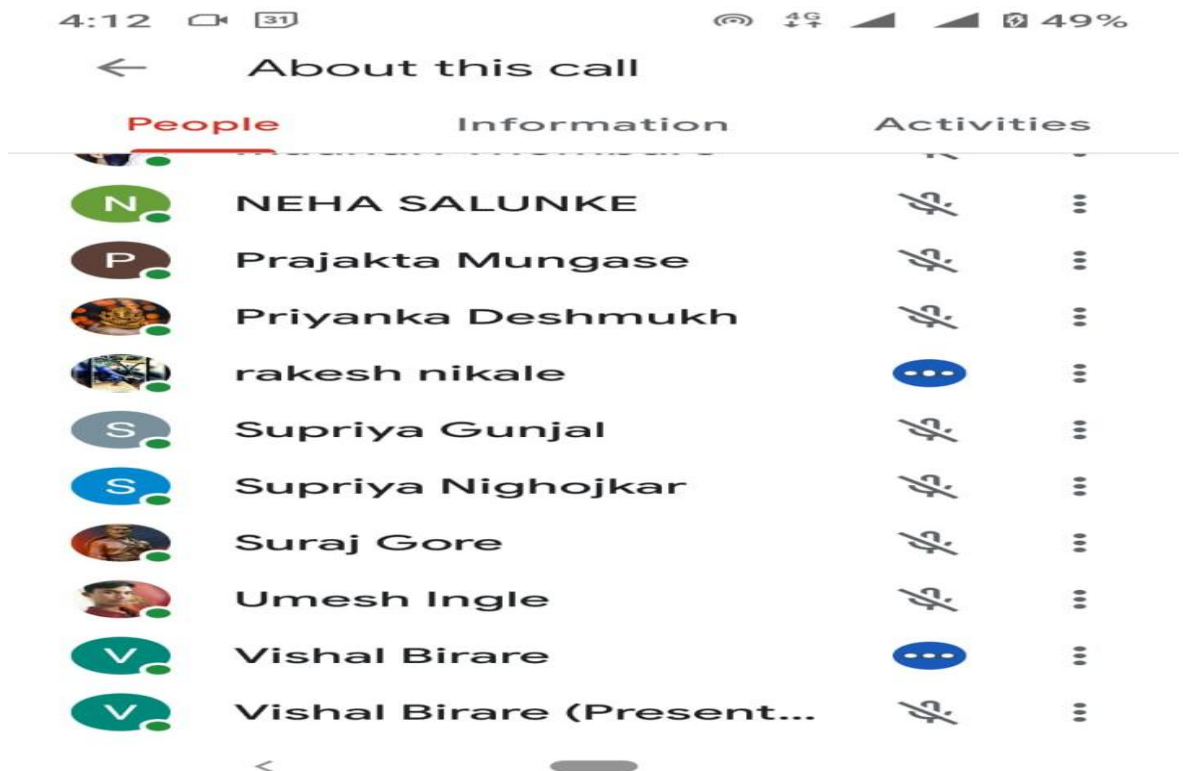 4:12 31 4G 49%
About this call
People Information Activities
N NEHA SALUNKE
P Prajakta Mungase
Priyanka Deshmukh
rakesh nikale
S Supriya Gunjal
S Supriya Nighojkar
Suraj Gore
Umesh Ingle
V Vishal Birare
V Vishal Birare (Present...